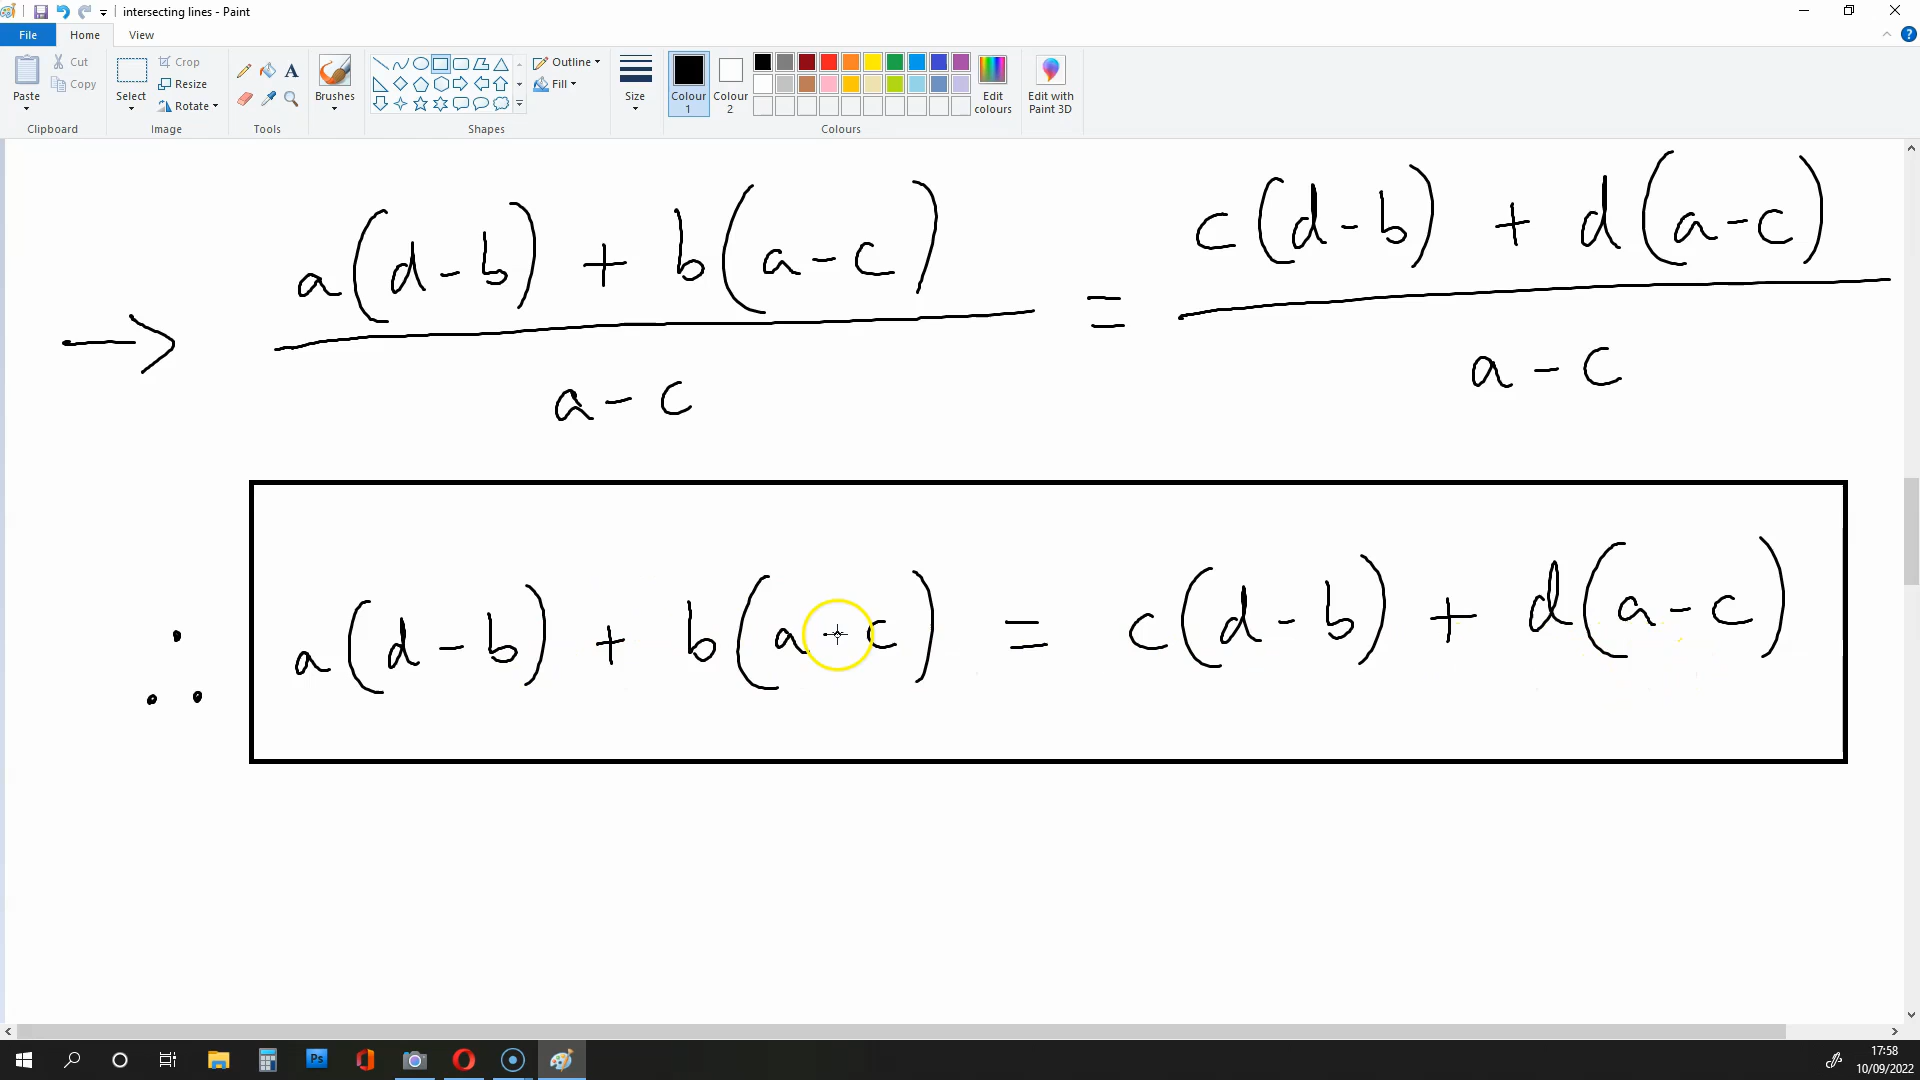 intersecting lines - Paint
File Home View
Paste Cut Copy Clipboard
Select Crop Resize Rotate Image
Tools
Brushes
Shapes Outline Fill
Size
Colour 1 Colour 2 Edit colours Colours
Edit with Paint 3D
→ a(d-b) + b(a-c) = c(d-b) + d(a-c)
a-c a-c
∴ a(d-b) + b(a-c) = c(d-b) + d(a-c)
Ps
17:58
10/09/2022